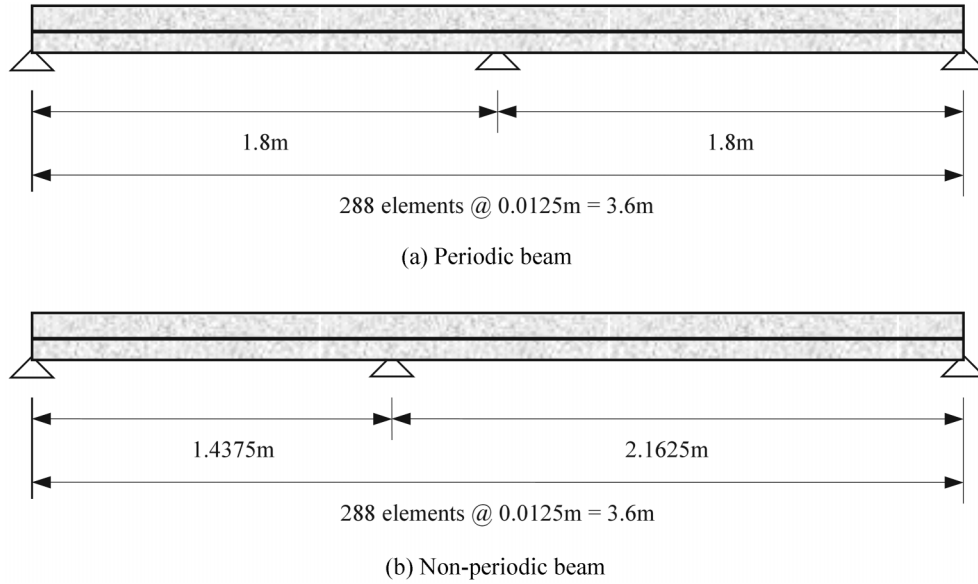 1.8m 1.8m
288 elements @ 0.0125m = 3.6m
(a) Periodic beam
1.4375m 2.1625m
288 elements @ 0.0125m = 3.6m
(b) Non-periodic beam